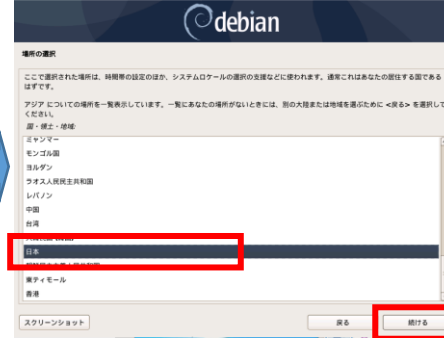 debian
場所の選択
ここで選択された場所は、時間帯の設定のほか、システムロケールの選択の支援などに使われます。通常これはあなたの居住する国である
はずです。
アジア についての場所を一覧表示しています。一覧にあなたの場所がないときには、別の大陸または地域を選ぶために <戻る> を選択して
ください。
国・領土・地域:
ミャンマー
モンゴル国
ヨルダン
ラオス人民民主共和国
レバノン
中国
台湾
日本
東ティモール
香港
スクリーンショット
戻る
続ける